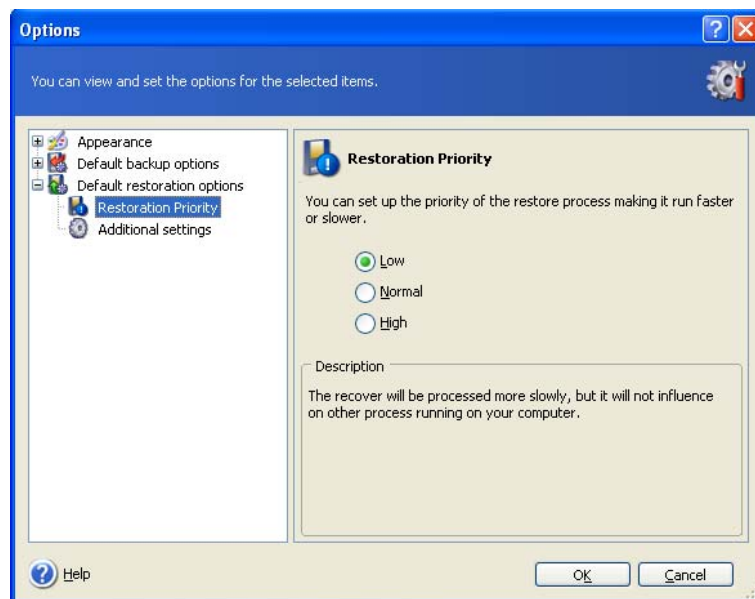 Options
You can view and set the options for the selected items.
Appearance
Default backup options
Default restoration options
Restoration Priority
Additional settings
Restoration Priority
You can set up the priority of the restore process making it run faster
or slower.
Low
Normal
High
Description
The recover will be processed more slowly, but it will not influence
on other process running on your computer.
Help
OK
Cancel